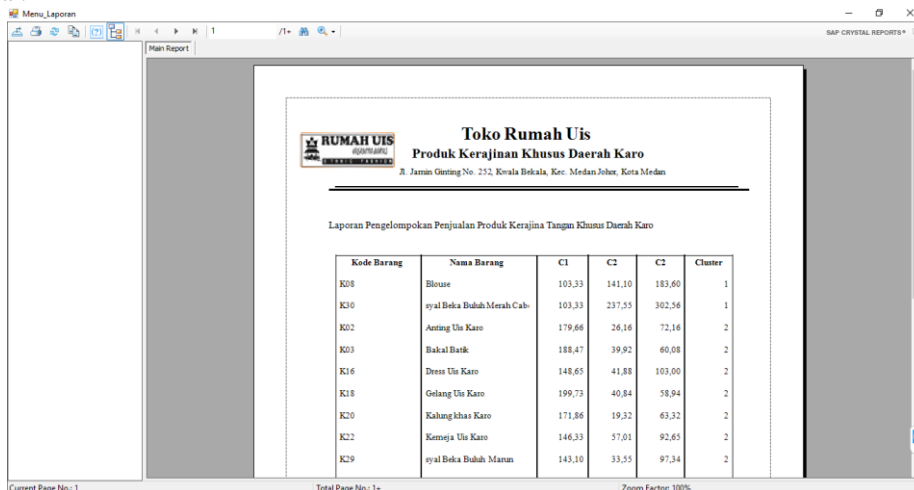 Menu_Laporan
1 /1+ SAP CRYSTAL REPORTS®
Main Report
RUMAH UIS
ETHNIC FASHION
Toko Rumah Uis
Produk Kerajinan Khusus Daerah Karo
Jl. Jamin Ginting No. 252, Kwala Bekala, Kec. Medan Johor, Kota Medan
Laporan Pengelompokan Penjualan Produk Kerajina Tangan Khusus Daerah Karo
Kode Barang Nama Barang C1 C2 C2 Cluster
K08 Blouse 103,33 141,10 183,60 1
K30 syal Beka Buluh Merah Cab 103,33 237,55 302,56 1
K02 Anting Uis Karo 179,66 26,16 72,16 2
K03 Bakal Batik 188,47 39,92 60,08 2
K16 Dress Uis Karo 148,65 41,88 103,00 2
K18 Gelang Uis Karo 199,73 40,84 58,94 2
K20 Kalung khas Karo 171,86 19,32 63,32 2
K22 Kemeja Uis Karo 146,33 57,01 92,65 2
K29 syal Beka Buluh Marun 143,10 33,55 97,34 2
Current Page No.: 1 Total Page No.: 1+ Zoom Factor: 100%